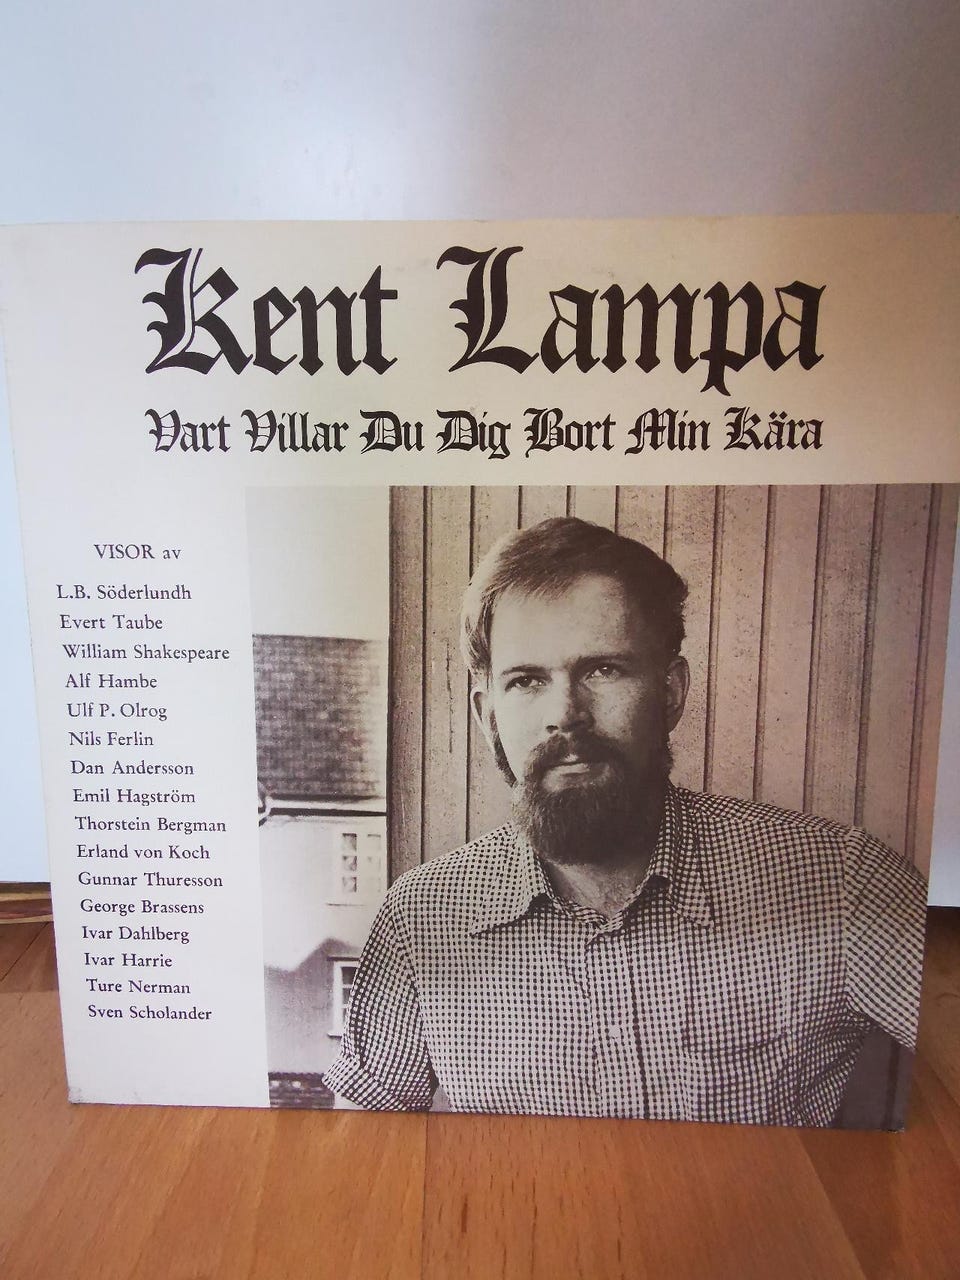 Kent Lampa
Vart Villar Du Dig Bort Min Kära
VISOR av
L.B. Söderlundh
Evert Taube
William Shakespeare
Alf Hambe
Ulf P. Olrog
Nils Ferlin
Dan Andersson
Emil Hagström
Thorstein Bergman
Erland von Koch
Gunnar Thuresson
George Brassens
Ivar Dahlberg
Ivar Harrie
Ture Nerman
Sven Scholander